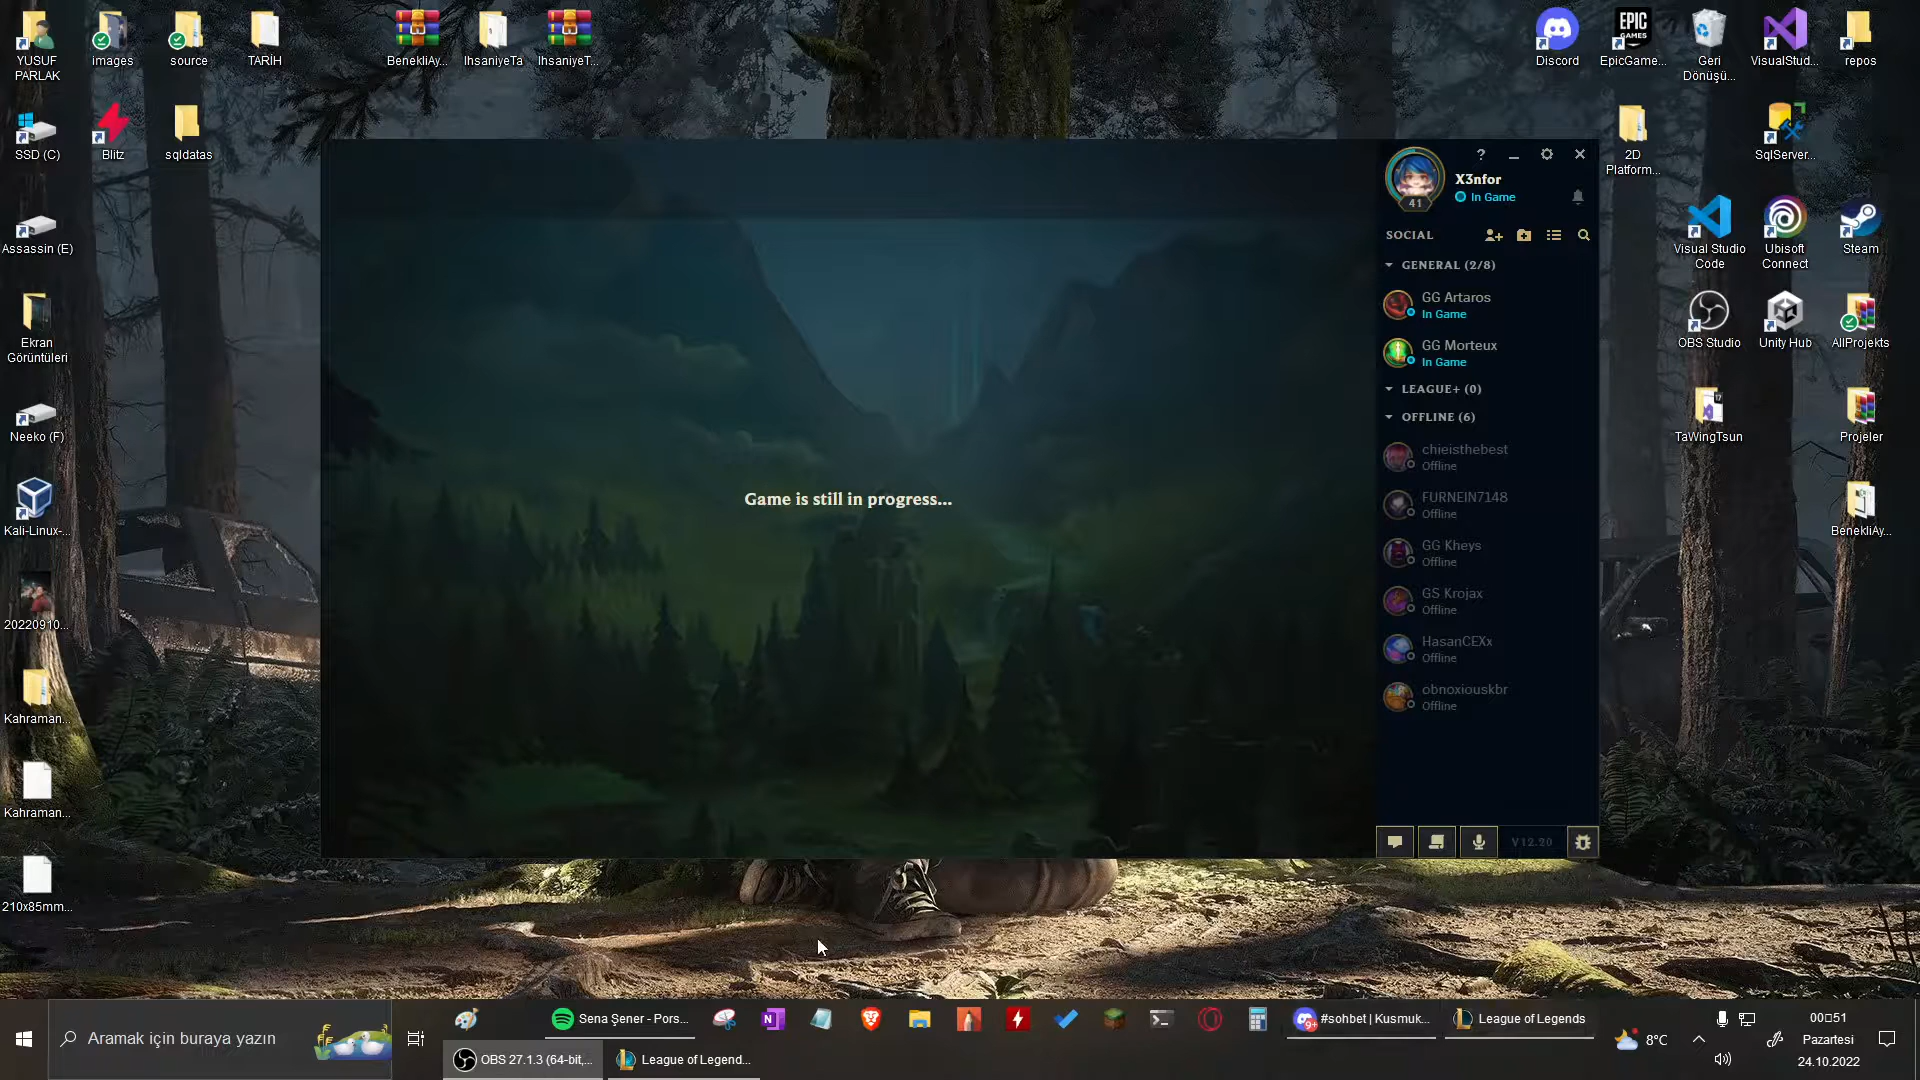 YUSUF
PARLAK
images
source
TARİH
BenekliAy...
IhsaniyeTa
IhsaniyeT...
Discord
EPIC
GAMES
EpicGame...
Geri
Dönüşü...
VisualStud...
repos
SSD (C)
Blitz
sqldatas
2D
Platform...
SqlServer...
Assassin (E)
Visual Studio
Code
Ubisoft
Connect
Steam
Ekran
Görüntüleri
OBS Studio
Unity Hub
AllProjekts
Neeko (F)
TaWingTsun
Projeler
Kali-Linux-...
BenekliAy...
20220910...
Kahraman...
Kahraman...
210x85mm...
?
X3nfor
In Game
41
SOCIAL
GENERAL (2/8)
GG Artaros
In Game
GG Morteux
In Game
LEAGUE+ (0)
OFFLINE (6)
chieisthebest
Offline
FURNEIN7148
Offline
GG Kheys
Offline
GS Krojax
Offline
HasanCEXx
Offline
obnoxiouskbr
Offline
V12.20
Game is still in progress...
Aramak için buraya yazın
Sena Şener - Pors...
9+
#sohbet | Kusmuk...
League of Legends
OBS 27.1.3 (64-bit,...
League of Legend...
8°C
00:51
Pazartesi
24.10.2022